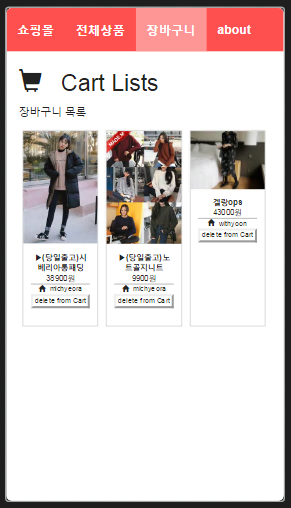 쇼핑몰 전체상품 장바구니 about
Cart Lists
장바구니 목록
▶(당일출고)시
베리아롱패딩
38900원
michyeora
delete from Cart
▶(당일출고)노
트골지니트
9900원
michyeora
delete from Cart
겔랑ops
43000원
withyoon
delete from Cart